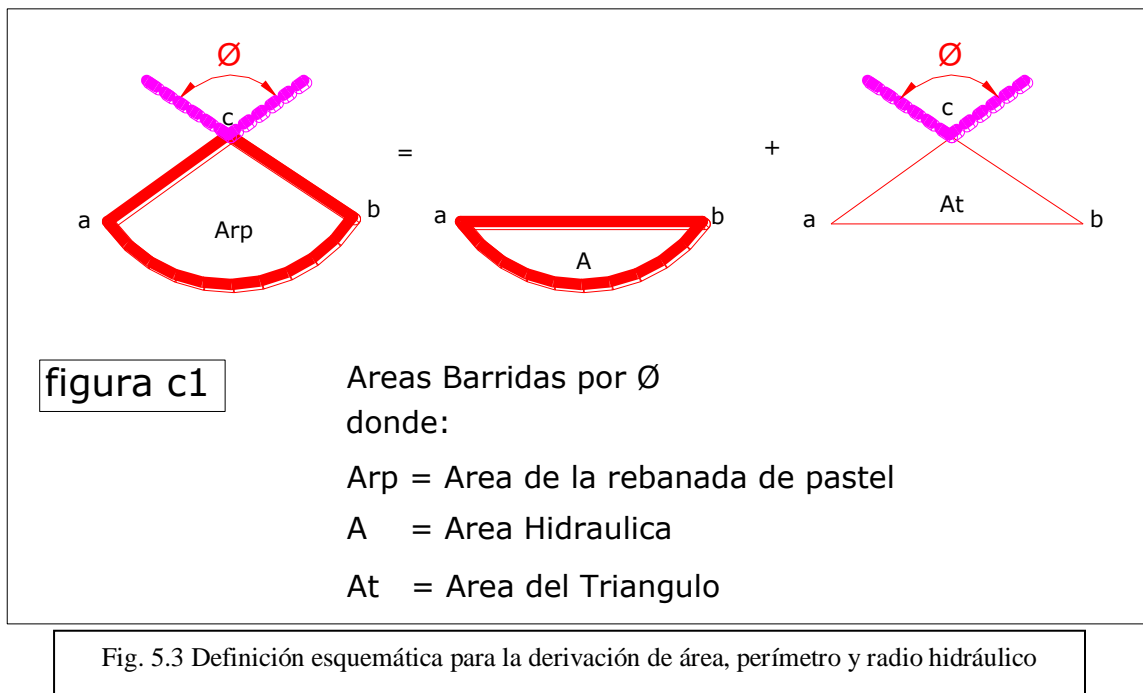 Ø
c
a
b
Arp
=
a
b
A
+
Ø
c
a
b
At
figura c1
Areas Barridas por Ø
donde:
Arp = Area de la rebanada de pastel
A = Area Hidraulica
At = Area del Triangulo
Fig. 5.3 Definición esquemática para la derivación de área, perímetro y radio hidráulico